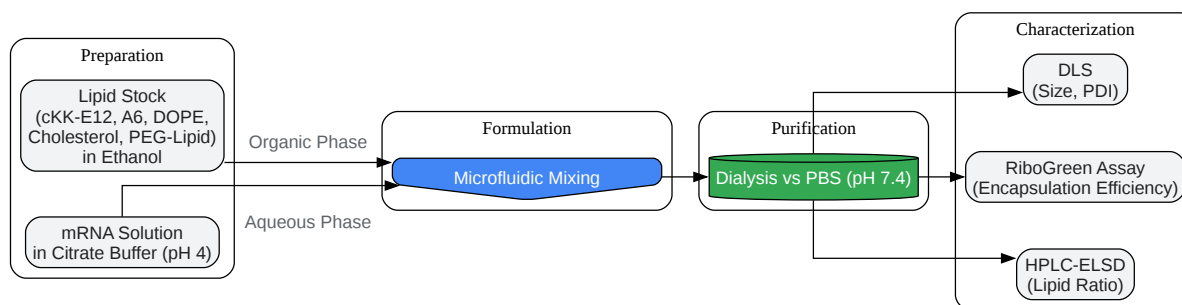 Preparation
Lipid Stock
(cKK-E12, A6, DOPE,
Cholesterol, PEG-Lipid)
in Ethanol
mRNA Solution
in Citrate Buffer (pH 4)
Organic Phase
Aqueous Phase
Formulation
Microfluidic Mixing
Purification
Dialysis vs PBS (pH 7.4)
Characterization
DLS
(Size, PDI)
RiboGreen Assay
(Encapsulation Efficiency)
HPLC-ELSD
(Lipid Ratio)